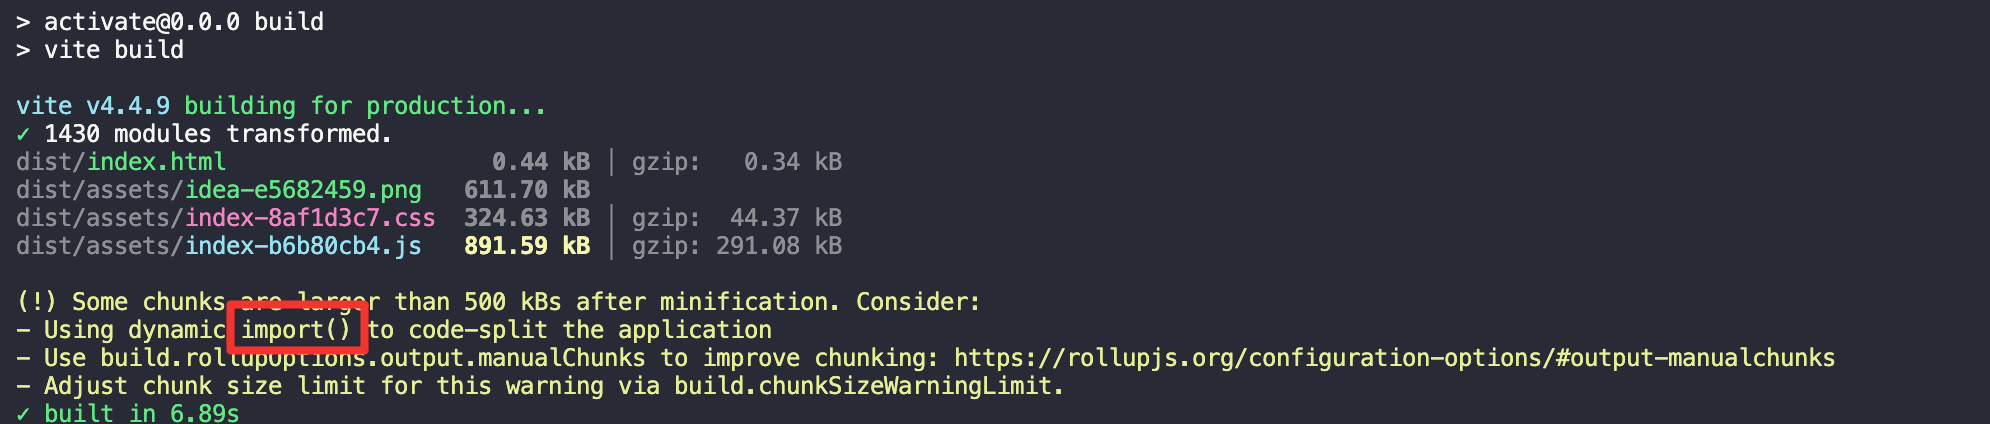 > activate@0.0.0 build
> vite build
vite v4.4.9 building for production...
✓ 1430 modules transformed.
dist/index.html 0.44 kB │ gzip: 0.34 kB
dist/assets/idea-e5682459.png 611.70 kB
dist/assets/index-8af1d3c7.css 324.63 kB │ gzip: 44.37 kB
dist/assets/index-b6b80cb4.js 891.59 kB │ gzip: 291.08 kB
(!) Some chunks are larger than 500 kBs after minification. Consider:
- Using dynamic import() to code-split the application
- Use build.rollupOptions.output.manualChunks to improve chunking: https://rollupjs.org/configuration-options/#output-manualchunks
- Adjust chunk size limit for this warning via build.chunkSizeWarningLimit.
✓ built in 6.89s